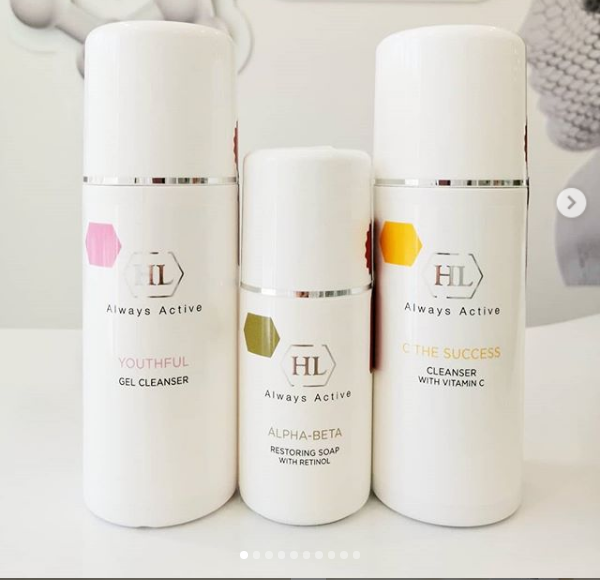 HL
Always Active
YOUTHFUL
GEL CLEANSER
HL
Always Active
ALPHA-BETA
RESTORING SOAP
WITH RETINOL
HL
Always Active
C THE SUCCESS
CLEANSER
WITH VITAMIN C